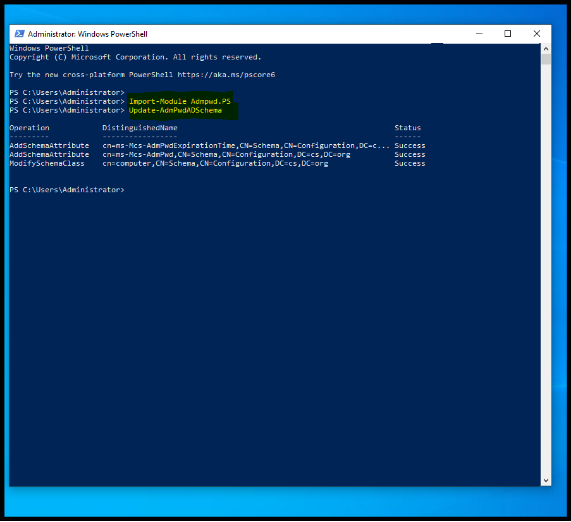 Administrator: Windows PowerShell
Windows PowerShell
Copyright (C) Microsoft Corporation. All rights reserved.
Try the new cross-platform PowerShell https://aka.ms/pscore6
PS C:\Users\Administrator>
PS C:\Users\Administrator> Import-Module Admpwd.PS
PS C:\Users\Administrator> Update-AdmPwdADSchema
Operation DistinguishedName Status
--------- ----------------- ------
AddSchemaAttribute cn=ms-Mcs-AdmPwdExpirationTime,CN=Schema,CN=Configuration,DC=c... Success
AddSchemaAttribute cn=ms-Mcs-AdmPwd,CN=Schema,CN=Configuration,DC=cs,DC=org Success
ModifySchemaClass cn=computer,CN=Schema,CN=Configuration,DC=cs,DC=org Success
PS C:\Users\Administrator>